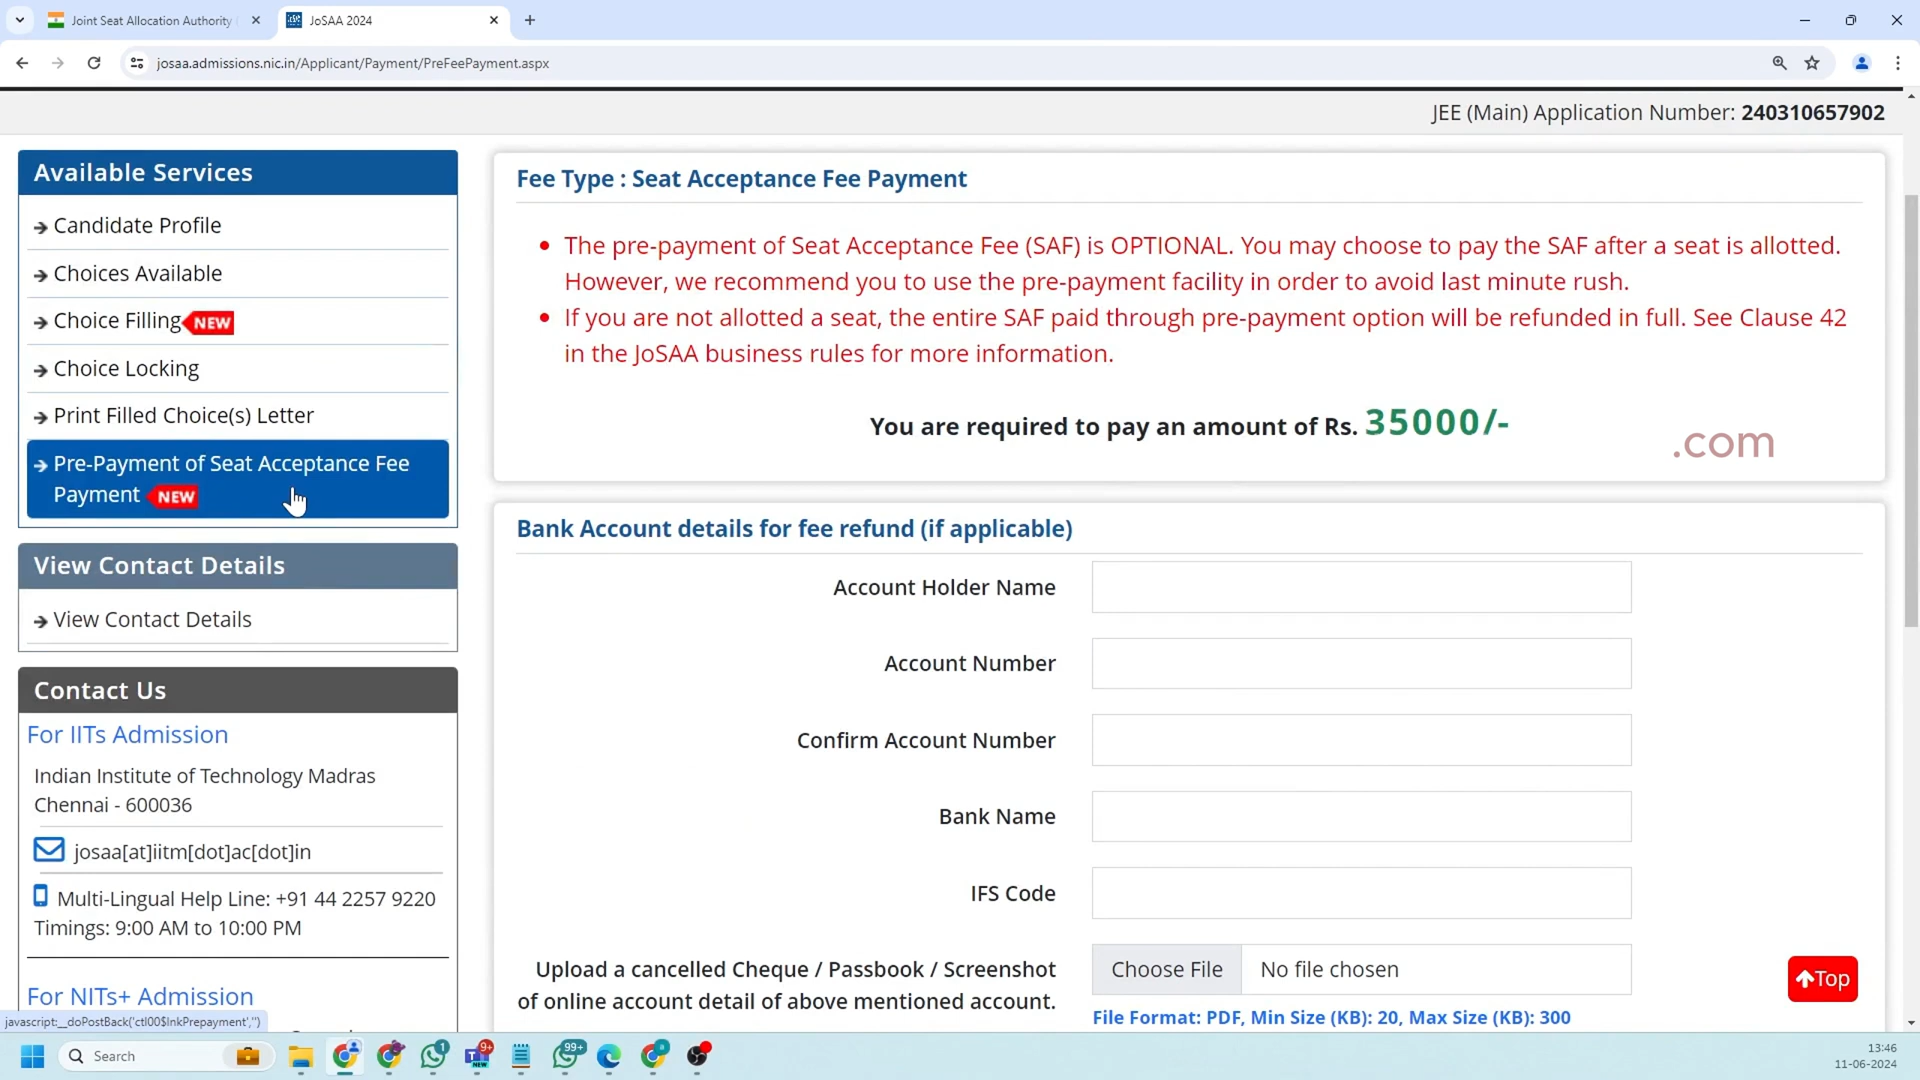 Joint Seat Allocation Authority
JoSAA 2024
josaa.admissions.nic.in/Applicant/Payment/PreFeePayment.aspx
JEE (Main) Application Number: 240310657902
Available Services
Candidate Profile
Choices Available
Choice Filling NEW
Choice Locking
Print Filled Choice(s) Letter
Pre-Payment of Seat Acceptance Fee
Payment NEW
View Contact Details
View Contact Details
Contact Us
For IITs Admission
Indian Institute of Technology Madras
Chennai - 600036
josaa[at]iitm[dot]ac[dot]in
Multi-Lingual Help Line: +91 44 2257 9220
Timings: 9:00 AM to 10:00 PM
For NITs+ Admission
javascript:__doPostBack('ctl00$lnkPrepayment','')
Fee Type : Seat Acceptance Fee Payment
The pre-payment of Seat Acceptance Fee (SAF) is OPTIONAL. You may choose to pay the SAF after a seat is allotted.
However, we recommend you to use the pre-payment facility in order to avoid last minute rush.
If you are not allotted a seat, the entire SAF paid through pre-payment option will be refunded in full. See Clause 42
in the JoSAA business rules for more information.
You are required to pay an amount of Rs. 35000/-
.com
Bank Account details for fee refund (if applicable)
Account Holder Name
Account Number
Confirm Account Number
Bank Name
IFS Code
Upload a cancelled Cheque / Passbook / Screenshot
of online account detail of above mentioned account.
Choose File No file chosen
File Format: PDF, Min Size (KB): 20, Max Size (KB): 300
Top
Search
1
9+
NEW
99+
a
13:46
11-06-2024